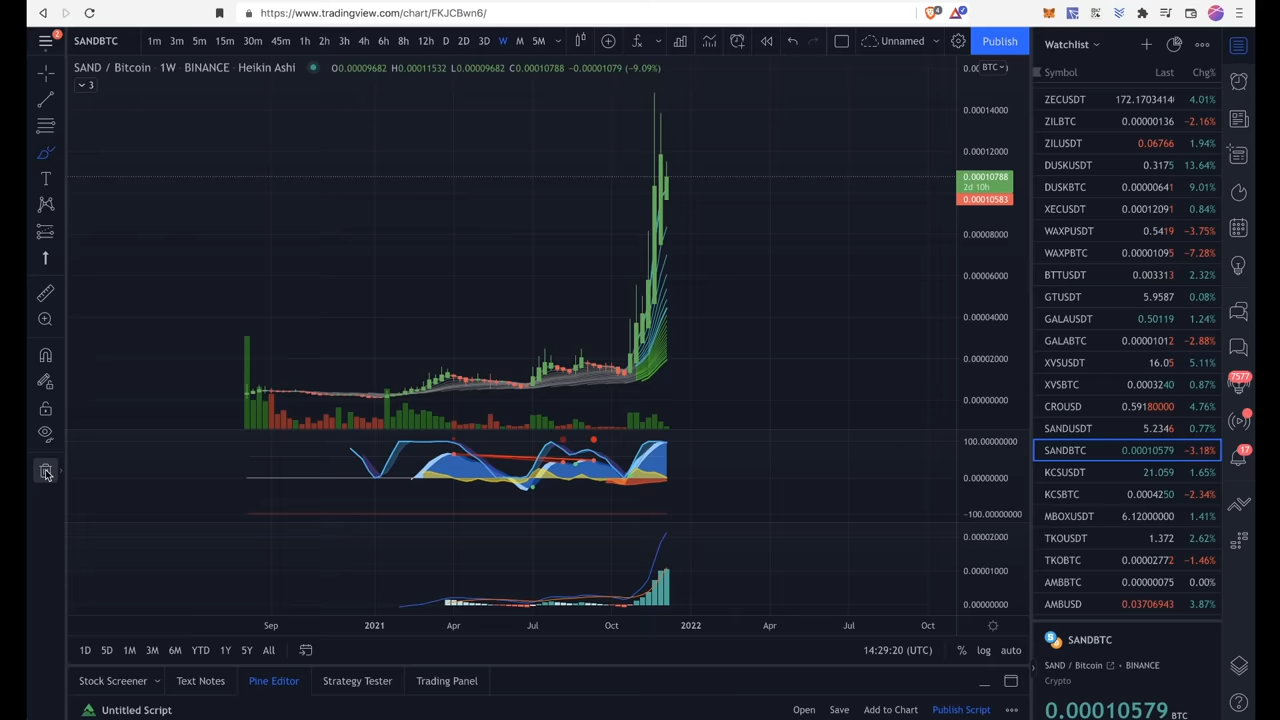 https://www.tradingview.com/chart/FKJCBwn6/
4
2
2
SANDBTC 1m 3m 5m 15m 30m 45m 1h 2h 3h 4h 6h 8h 12h D 2D 3D W M 5M Unnamed Publish
Watchlist
SAND / Bitcoin · 1W · BINANCE · Heikin Ashi O0.00009682 H0.00011532 L0.00009682 C0.00010788 −0.00001079 (−9.09%)
BTC
3
0.00014000
0.00012000
0.00010788
2d 10h
0.00010583
0.00008000
0.00006000
0.00004000
0.00002000
0.00000000
100.00000000
0.00000000
−100.00000000
0.00002000
0.00001000
0.00000000
Sep 2021 Apr Jul Oct 2022 Apr Jul Oct
1D 5D 1M 3M 6M YTD 1Y 5Y All
14:29:20 (UTC) % log auto
Stock Screener Text Notes Pine Editor Strategy Tester Trading Panel
Untitled Script Open Save Add to Chart Publish Script
Symbol Last Chg%
ZECUSDT 172.1703414 4.01%
ZILBTC 0.00000136 −2.16%
ZILUSDT 0.06766 1.94%
DUSKUSDT 0.3175 13.64%
DUSKBTC 0.00000641 9.01%
XECUSDT 0.00012091 0.84%
WAXPUSDT 0.5419 −3.75%
WAXPBTC 0.00001095 −7.28%
BTTUSDT 0.003313 2.32%
GTUSDT 5.9587 0.08%
GALAUSDT 0.50119 1.24%
GALABTC 0.00001012 −2.88%
XVSUSDT 16.05 5.11%
XVSBTC 0.0003240 0.87%
CROUSD 0.59180000 4.76%
SANDUSDT 5.2346 0.77%
SANDBTC 0.00010579 −3.18%
KCSUSDT 21.059 1.65%
KCSBTC 0.0004250 −2.34%
MBOXUSDT 6.12000000 1.41%
TKOUSDT 1.372 2.62%
TKOBTC 0.00002772 −1.46%
AMBBTC 0.00000075 0.00%
AMBUSD 0.03706943 3.87%
SANDBTC
SAND / Bitcoin · BINANCE
Crypto
0.00010579 BTC
7577
17